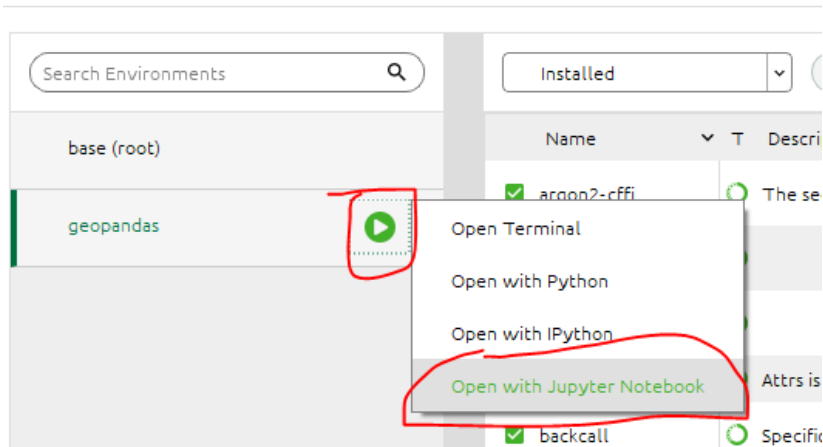 Search Environments
Installed
base (root)
Name
T
Descri
argon2-cffi
The se
geopandas
Open Terminal
Open with Python
Open with IPython
Open with Jupyter Notebook
Attrs is
backcall
Specific